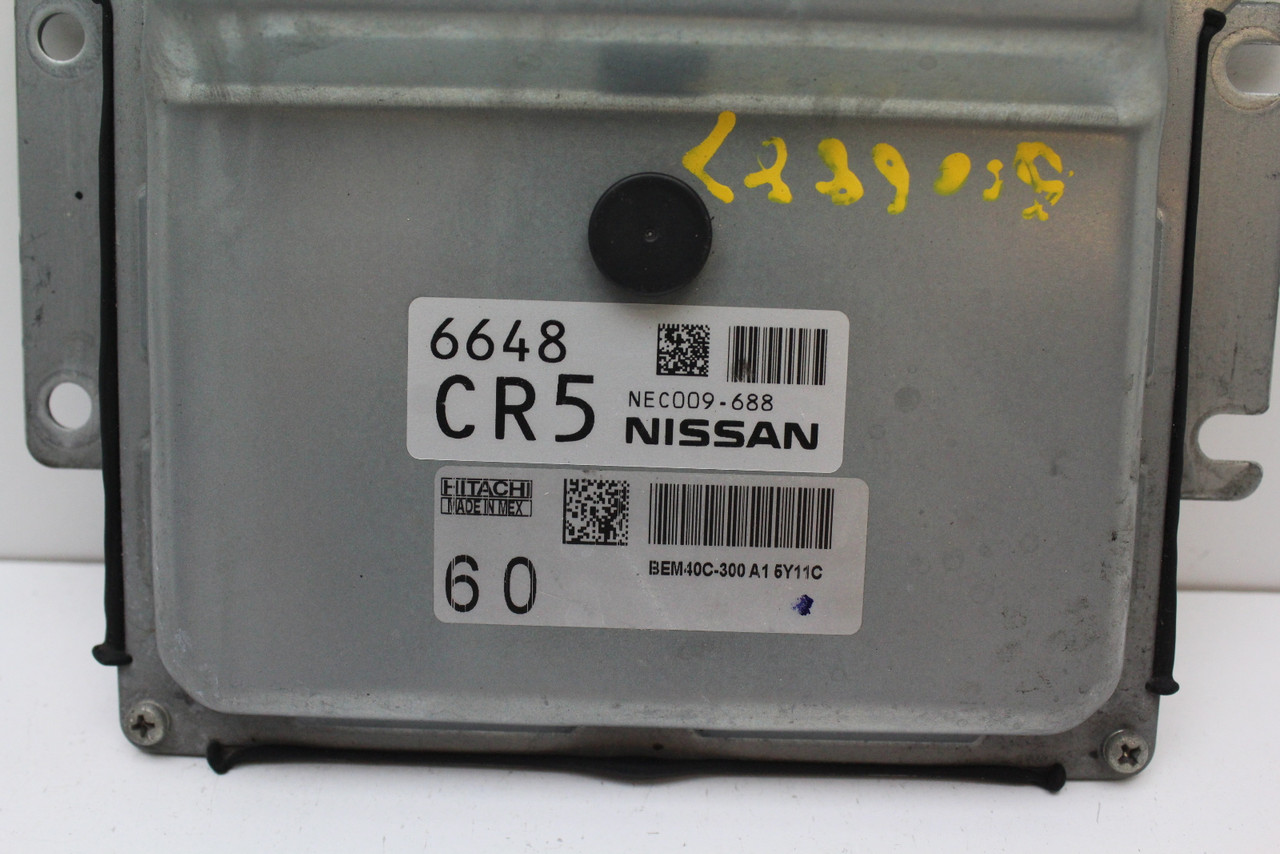 6648
CR5
NEC009-688
NISSAN
HITACHI
MADE IN MEX
60
BEM40C-300 A1 5Y11C